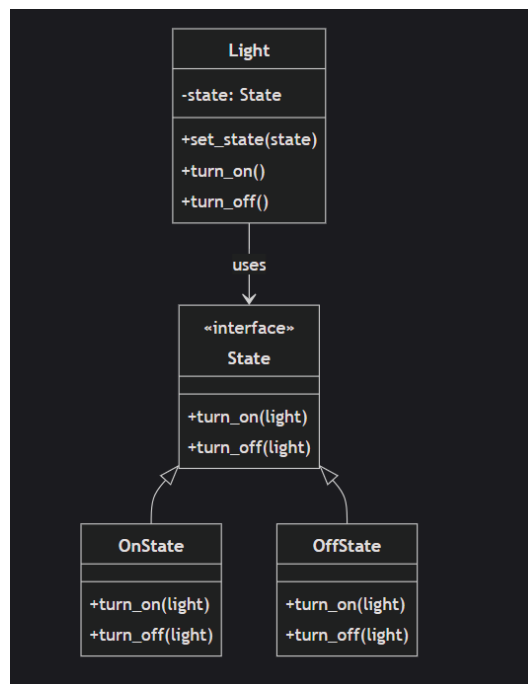 Light
-state: State
+set_state(state)
+turn_on()
+turn_off()
uses
«interface»
State
+turn_on(light)
+turn_off(light)
OnState
+turn_on(light)
+turn_off(light)
OffState
+turn_on(light)
+turn_off(light)